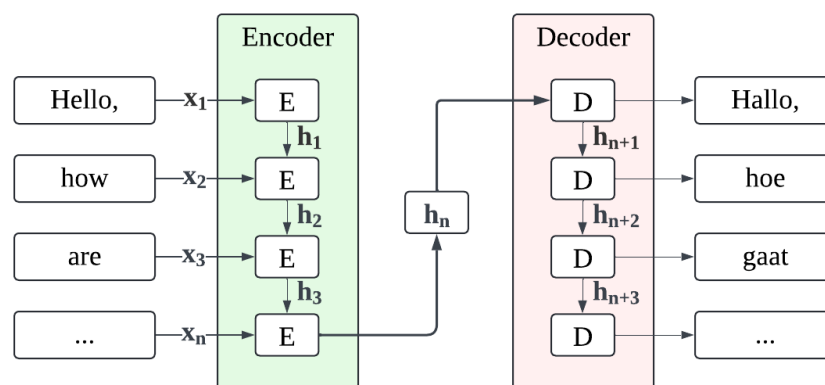 Encoder
Decoder
Hello,
x₁
E
D
Hallo,
h₁
hₙ₊₁
how
x₂
E
D
hoe
h₂
hₙ
hₙ₊₂
are
x₃
E
D
gaat
h₃
hₙ₊₃
...
xₙ
E
D
...